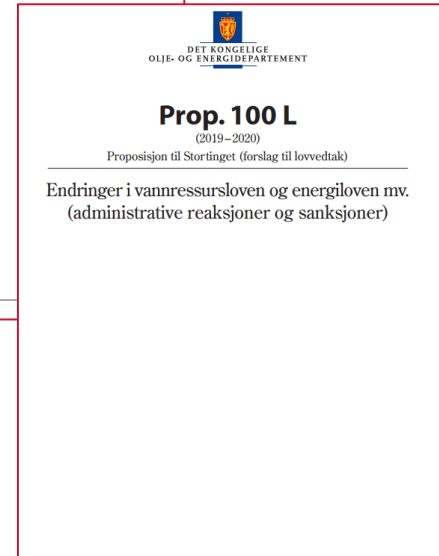 DET KONGELIGE
OLJE- OG ENERGIDEPARTEMENT
Prop. 100 L
(2019–2020)
Proposisjon til Stortinget (forslag til lovvedtak)
Endringer i vannressursloven og energiloven mv.
(administrative reaksjoner og sanksjoner)